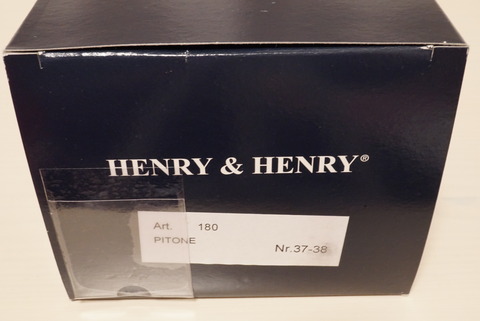 HENRY & HENRY®
Art. 180
PITONE
Nr.37-38